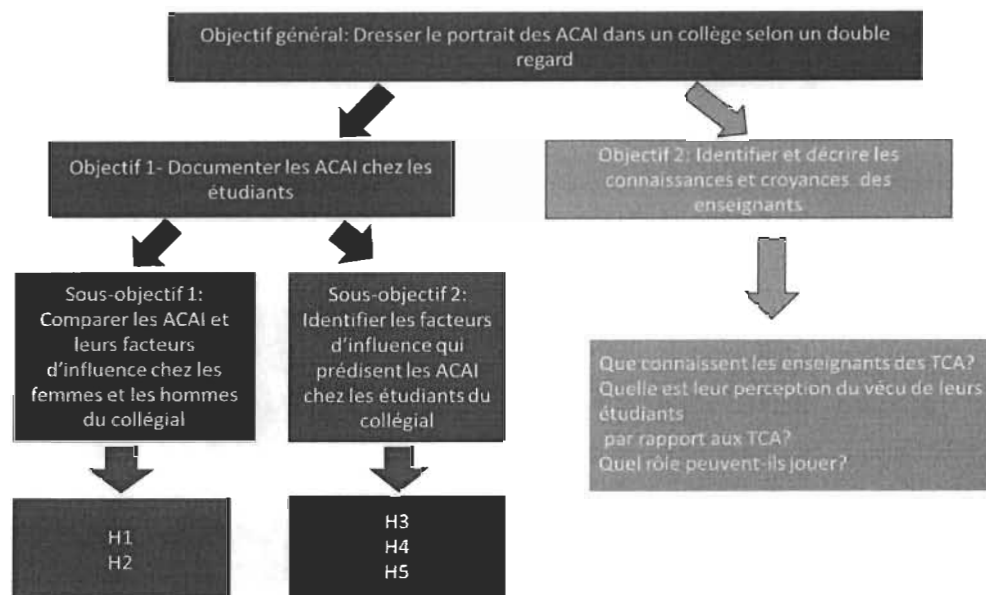 Objectif général: Dresser le portrait des ACAI dans un collège selon un double
regard
Objectif 1- Documenter les ACAI chez les
étudiants
Objectif 2: Identifier et décrire les
connaissances et croyances des
enseignants
Sous-objectif 1:
Comparer les ACAI et
leurs facteurs
d'influence chez les
femmes et les hommes
du collégial
Sous-objectif 2:
Identifier les facteurs
d'influence qui
prédisent les ACAI
chez les étudiants du
collégial
Que connaissent les enseignants des TCA?
Quelle est leur perception du vécu de leurs
étudiants
par rapport aux TCA?
Quel rôle peuvent-ils jouer?
H1
H2
H3
H4
H5